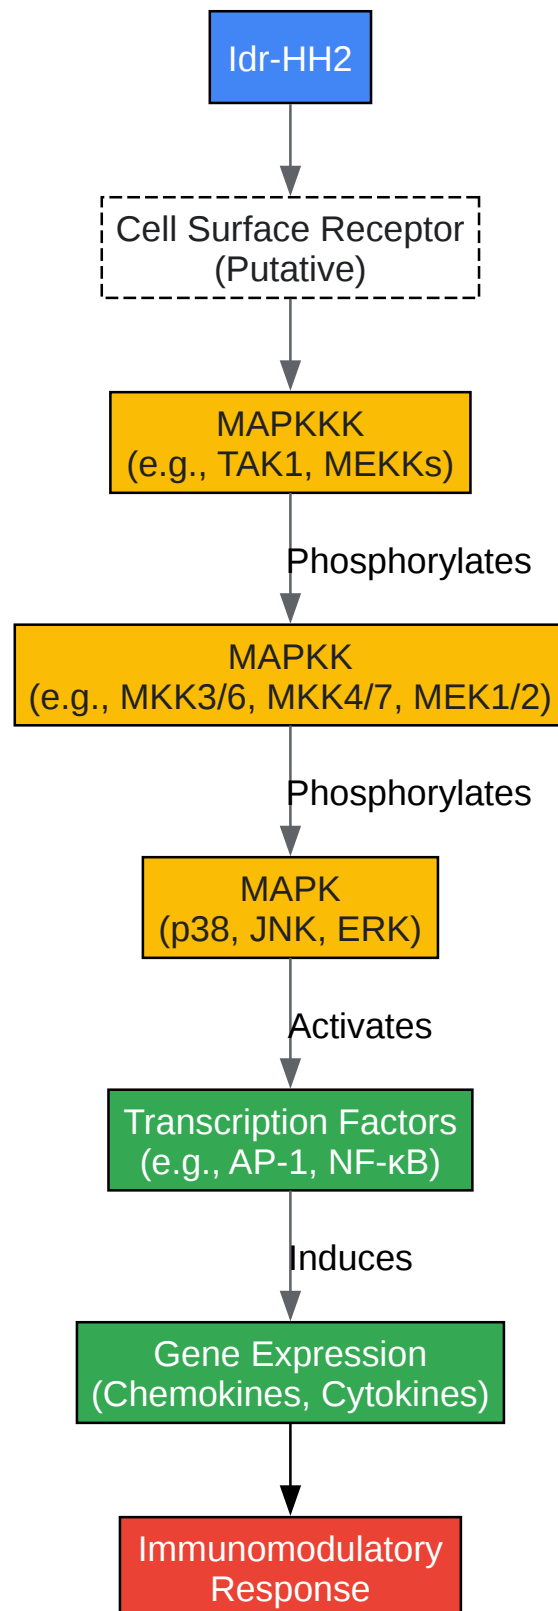 Idr-HH2
Cell Surface Receptor
(Putative)
MAPKKK
(e.g., TAK1, MEKKs)
Phosphorylates
MAPKK
(e.g., MKK3/6, MKK4/7, MEK1/2)
Phosphorylates
MAPK
(p38, JNK, ERK)
Activates
Transcription Factors
(e.g., AP-1, NF-κB)
Induces
Gene Expression
(Chemokines, Cytokines)
Immunomodulatory
Response